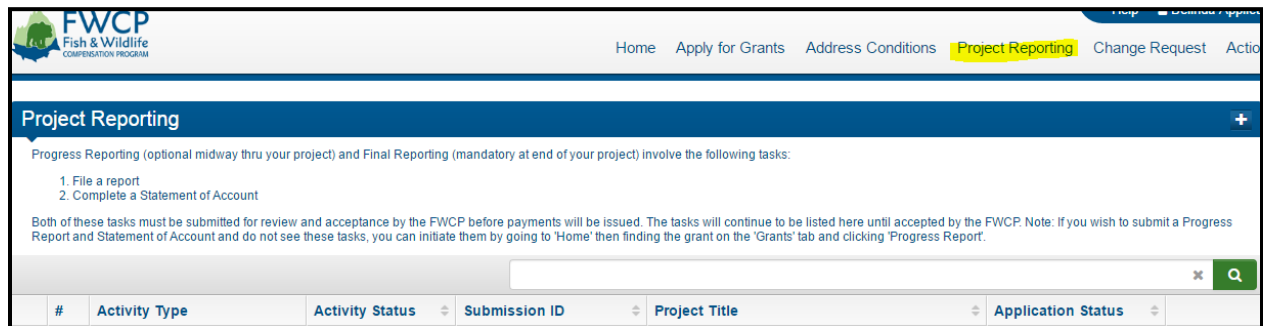 FWCP
Fish & Wildlife
COMPENSATION PROGRAM
Help Belinda Applica
Home Apply for Grants Address Conditions Project Reporting Change Request Actio
Project Reporting
Progress Reporting (optional midway thru your project) and Final Reporting (mandatory at end of your project) involve the following tasks:
1. File a report
2. Complete a Statement of Account
Both of these tasks must be submitted for review and acceptance by the FWCP before payments will be issued. The tasks will continue to be listed here until accepted by the FWCP. Note: If you wish to submit a Progress
Report and Statement of Account and do not see these tasks, you can initiate them by going to 'Home' then finding the grant on the 'Grants' tab and clicking 'Progress Report'.
# Activity Type Activity Status Submission ID Project Title Application Status